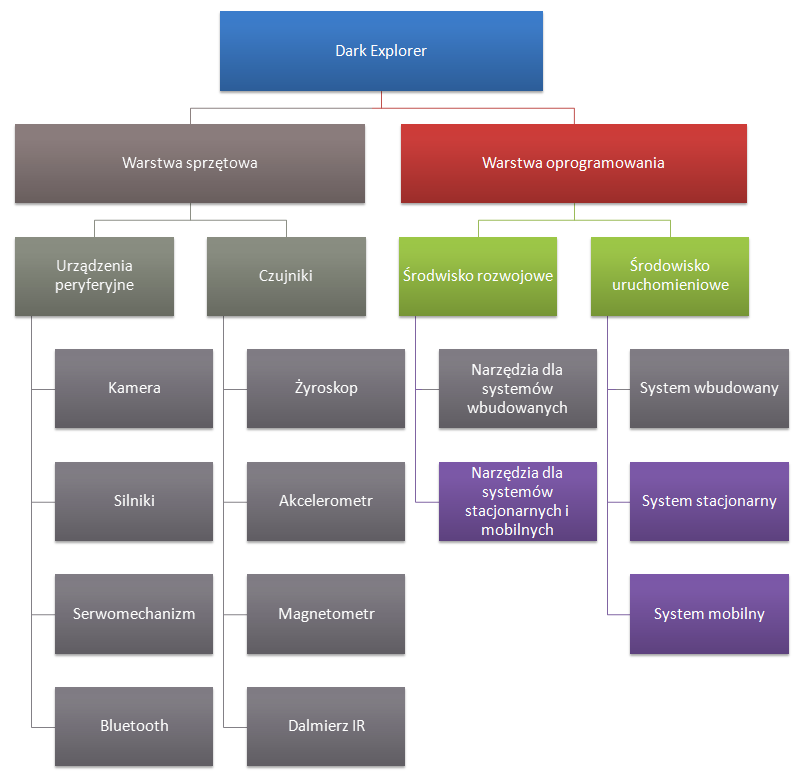 Dark Explorer
Warstwa sprzętowa
Warstwa oprogramowania
Urządzenia
peryferyjne
Czujniki
Śrdwisko rozwojowe
Środowisko
uruchomieniowe
Kamera
Żyroskop
Narzędzia dla
systemów
wbudowanych
System wbudowany
Silniki
Akcelerometr
Narzędzia dla
systemów
stacjonarnych i
mobilnych
System stacjonarny
Serwomechanizm
Magnetometr
System mobilny
Bluetooth
Dalmierz IR